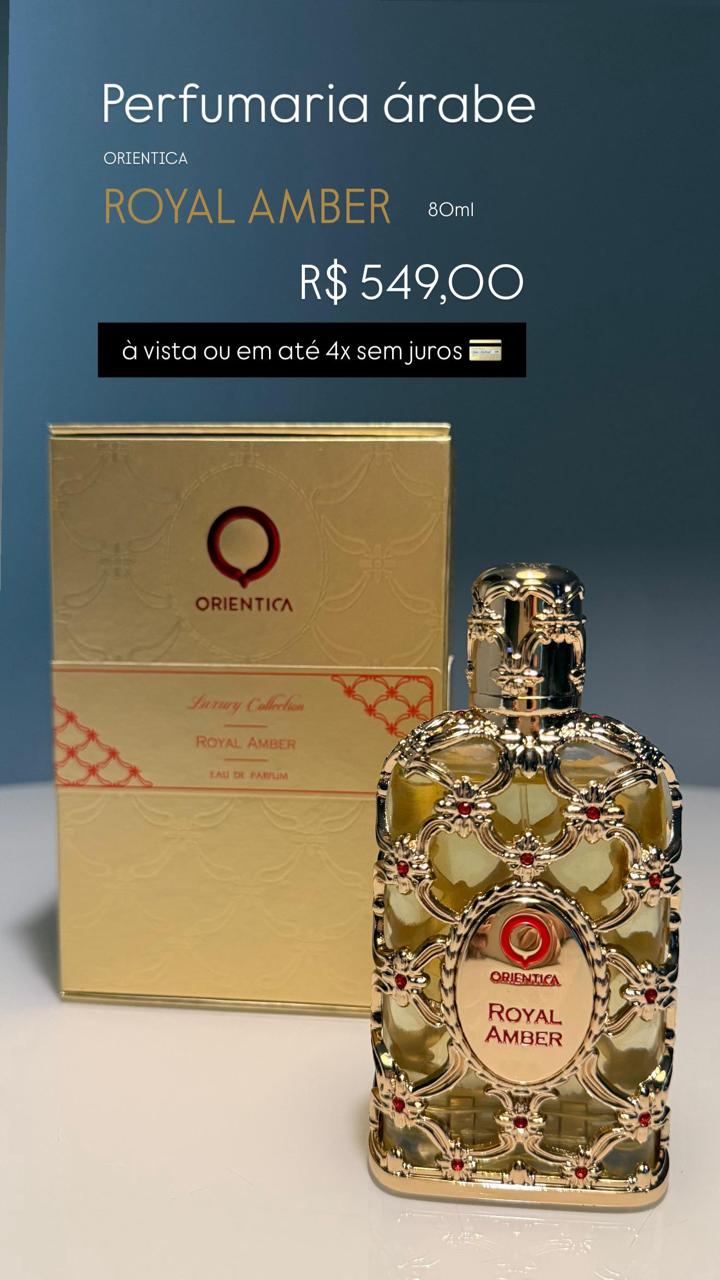 Perfumaria árabe
ORIENTICA
ROYAL AMBER 80ml
R$ 549,00
à vista ou em até 4x sem juros 💳
ORIENTICA
Luxury Collection
ROYAL AMBER
EAU DE PARFUM
ORIENTICA
ROYAL
AMBER